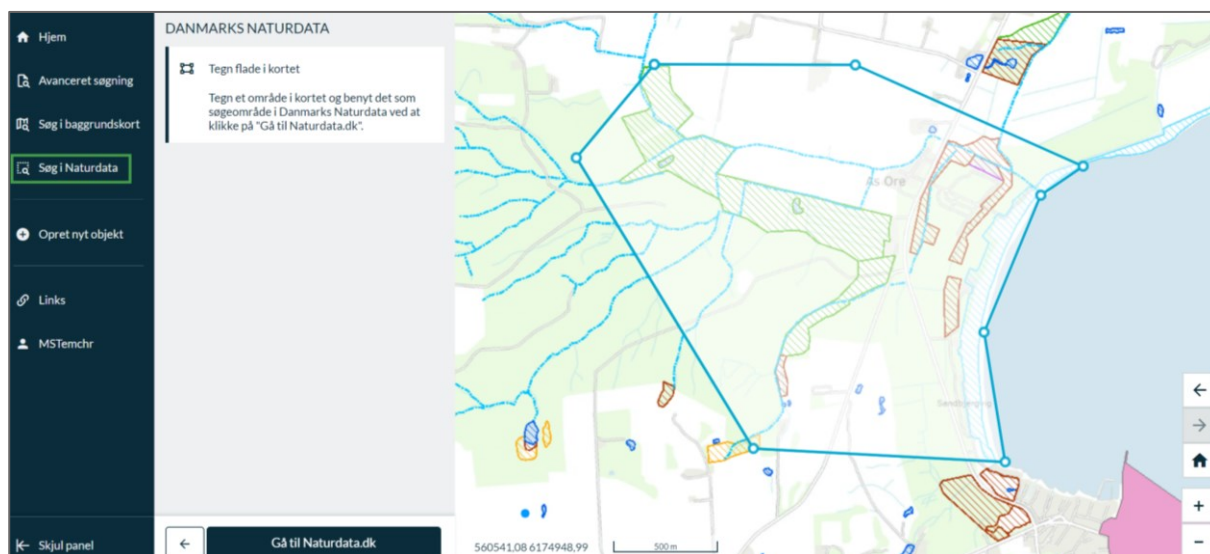 Hjem
Avanceret søgning
Søg i baggrundskort
Søg i Naturdata
Opret nyt objekt
Links
MSTemchr
Skjul panel
DANMARKS NATURDATA
Tegn flade i kortet
Tegn et område i kortet og benyt det som
søgeområde i Danmarks Naturdata ved at
klikke på "Gå til Naturdata.dk".
Gå til Naturdata.dk
As Ore
560541,08 6174948,99
500 m